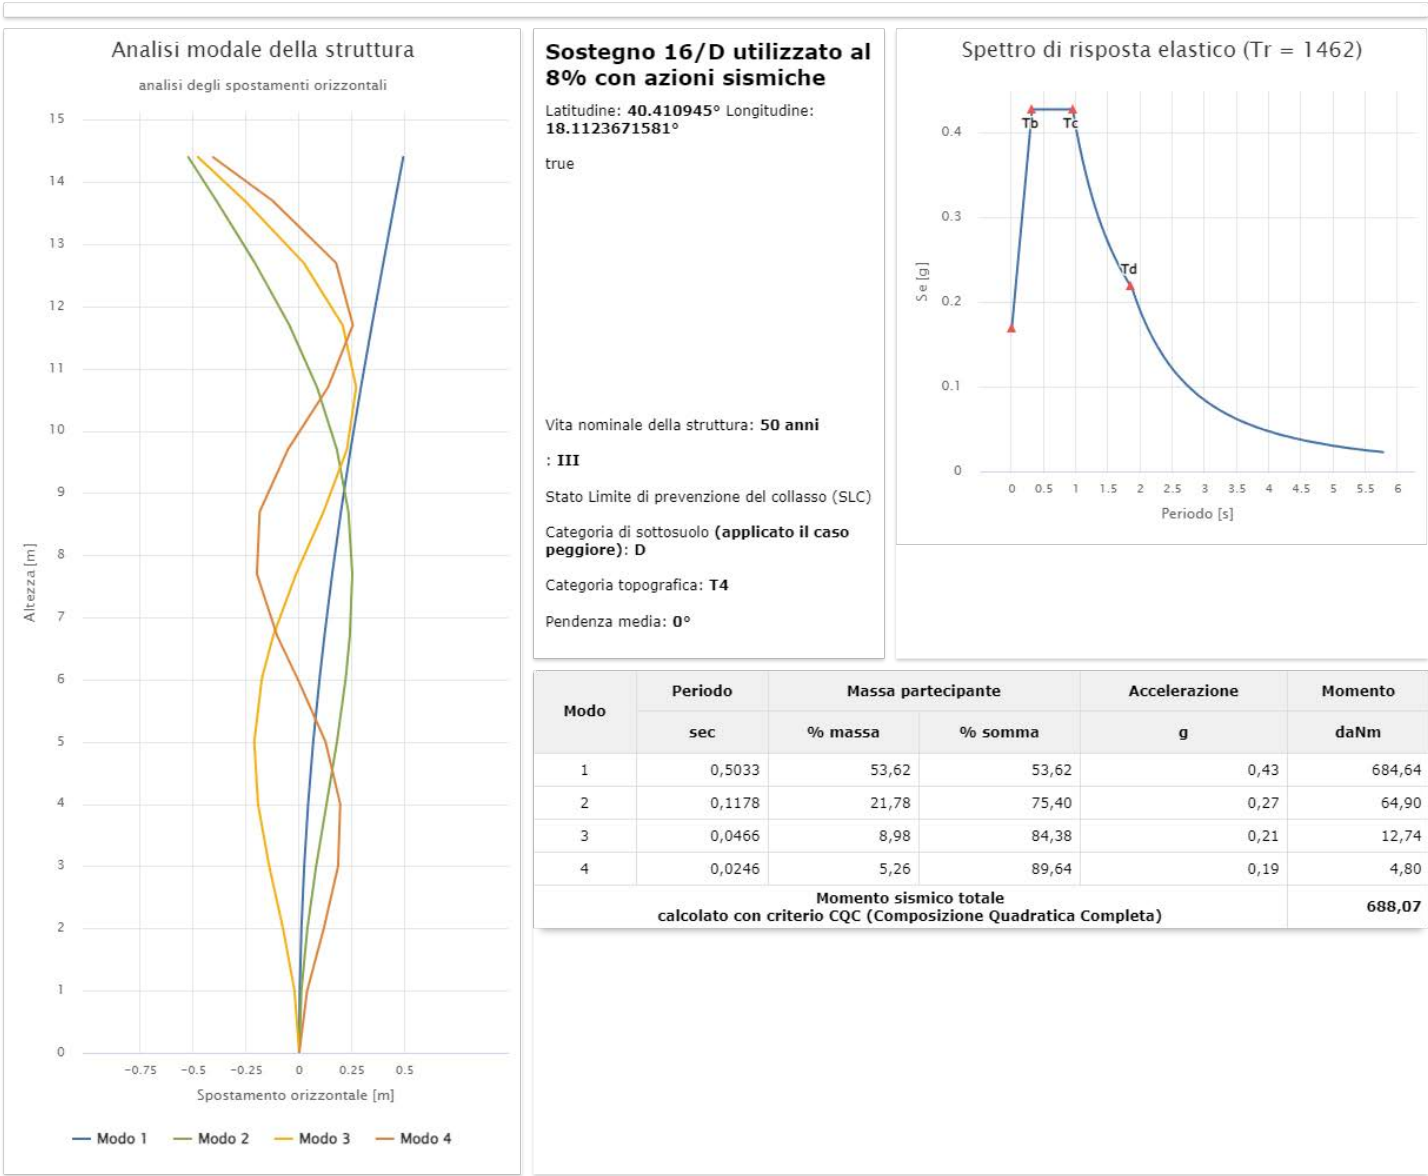 Analisi modale della struttura
analisi degli spostamenti orizzontali
15
14
13
12
11
10
9
8
7
6
5
4
3
2
1
0
Altezza [m]
-0.75 -0.5 -0.25 0 0.25 0.5
Spostamento orizzontale [m]
Modo 1 Modo 2 Modo 3 Modo 4
Sostegno 16/D utilizzato al
8% con azioni sismiche
Latitudine: 40.410945° Longitudine:
18.1123671581°
true
Vita nominale della struttura: 50 anni
: III
Stato Limite di prevenzione del collasso (SLC)
Categoria di sottosuolo (applicato il caso
peggiore): D
Categoria topografica: T4
Pendenza media: 0°
Spettro di risposta elastico (Tr = 1462)
0.4
0.3
0.2
0.1
0
Se [g]
Tb Tc
Td
0 0.5 1 1.5 2 2.5 3 3.5 4 4.5 5 5.5 6
Periodo [s]
Modo Periodo Massa partecipante Accelerazione Momento
sec % massa % somma g daNm
1 0,5033 53,62 53,62 0,43 684,64
2 0,1178 21,78 75,40 0,27 64,90
3 0,0466 8,98 84,38 0,21 12,74
4 0,0246 5,26 89,64 0,19 4,80
Momento sismico totale
calcolato con criterio CQC (Composizione Quadratica Completa) 688,07